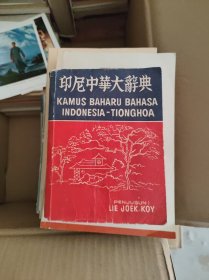 印尼中華大辭典
KAMUS BAHARU BAHASA
INDONESIA-TIONGHOA
PENJUSUN:
LIE JOEK KOY